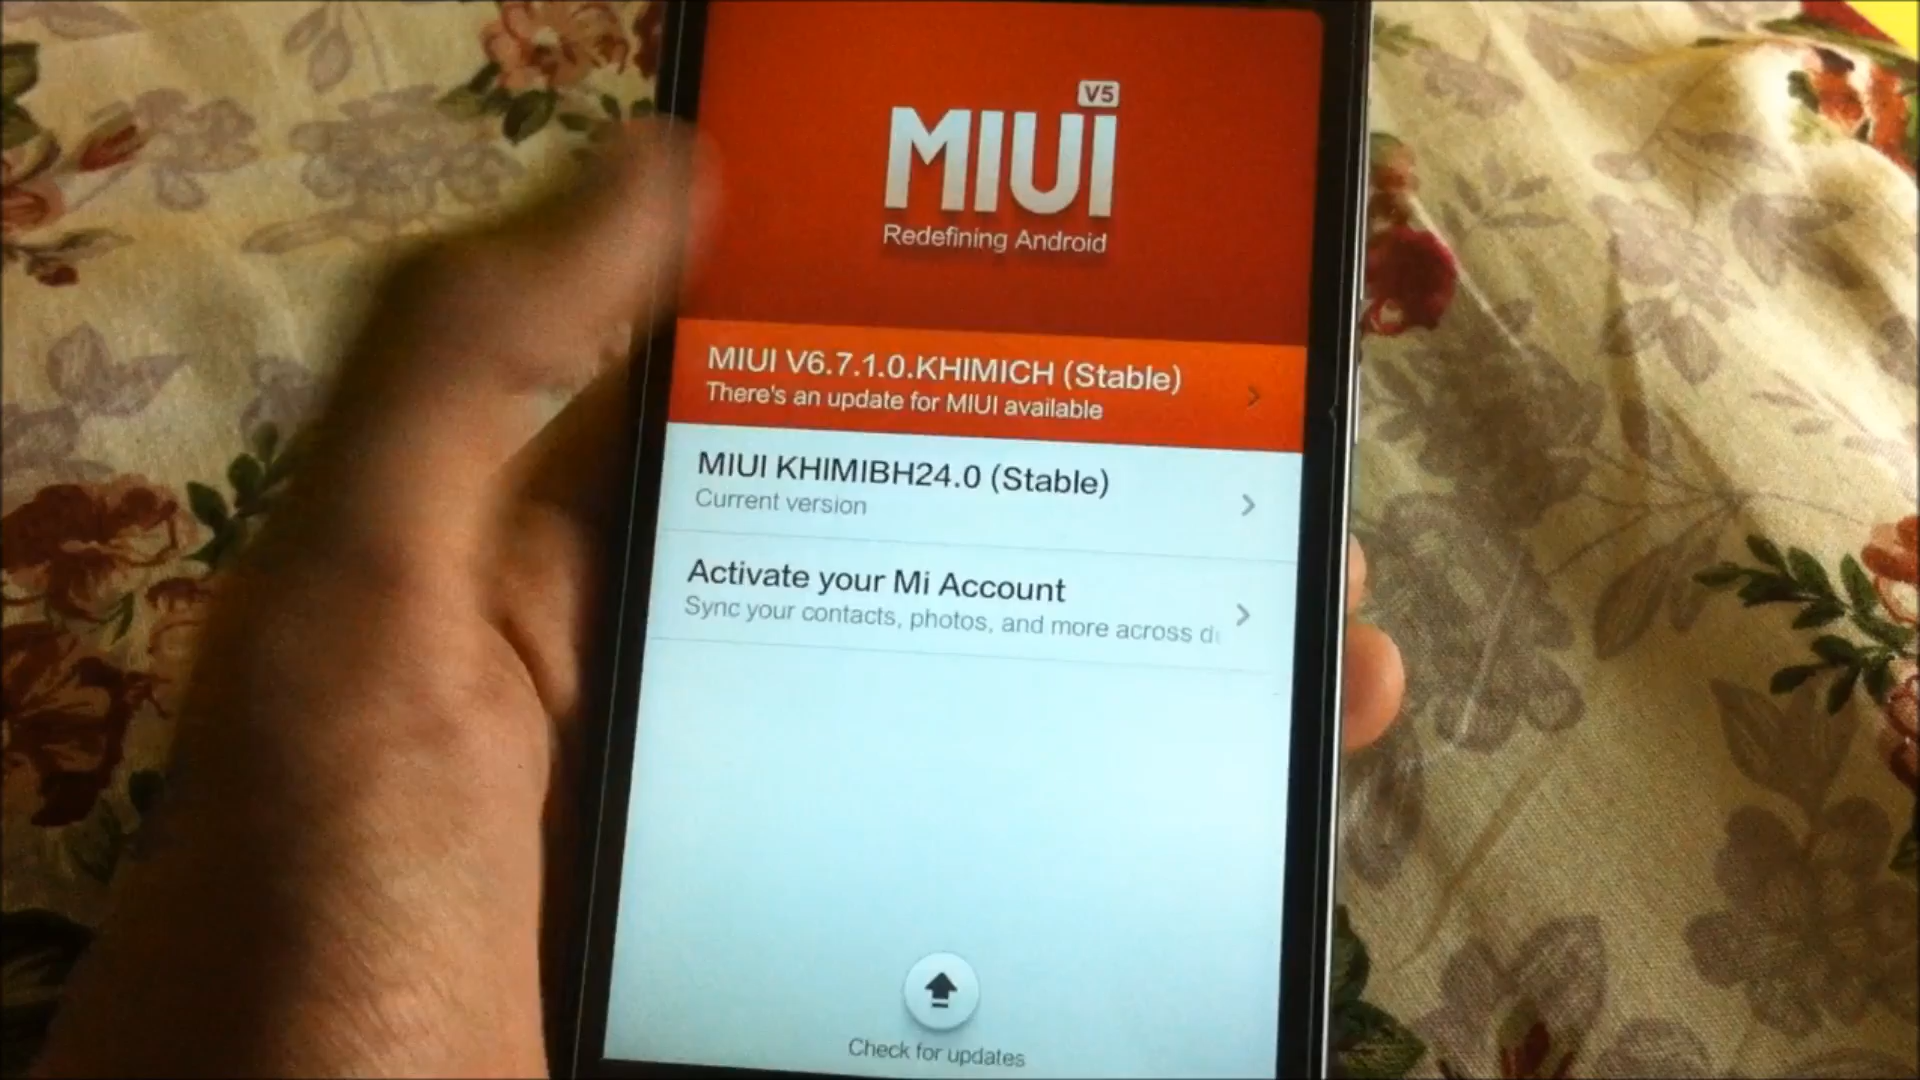 V5
MIUI
Redefining Android
MIUI V6.7.1.0.KHIMICH (Stable)
There's an update for MIUI available
MIUI KHIMIBH24.0 (Stable)
Current version
Activate your Mi Account
Sync your contacts, photos, and more across
Check for updates